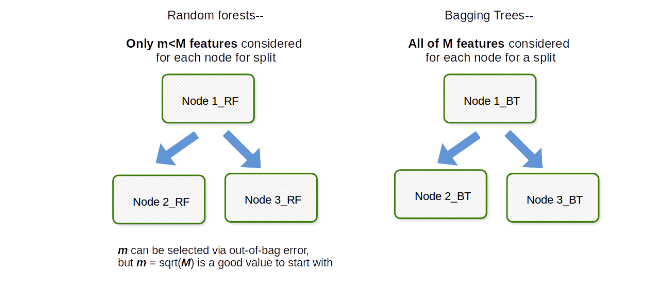 Random forests--
Only m<M features considered
for each node for split
Node 1_RF
Node 2_RF
Node 3_RF
m can be selected via out-of-bag error,
but m = sqrt(M) is a good value to start with
Bagging Trees--
All of M features considered
for each node for a split
Node 1_BT
Node 2_BT
Node 3_BT